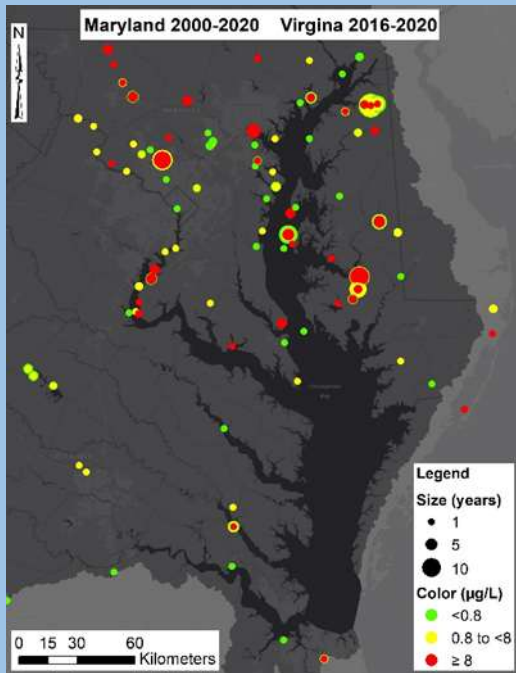 Maryland 2000-2020 Virgina 2016-2020
N
Legend
Size (years)
1
5
10
Color (µg/L)
<0.8
0.8 to <8
≥ 8
0 15 30 60
Kilometers